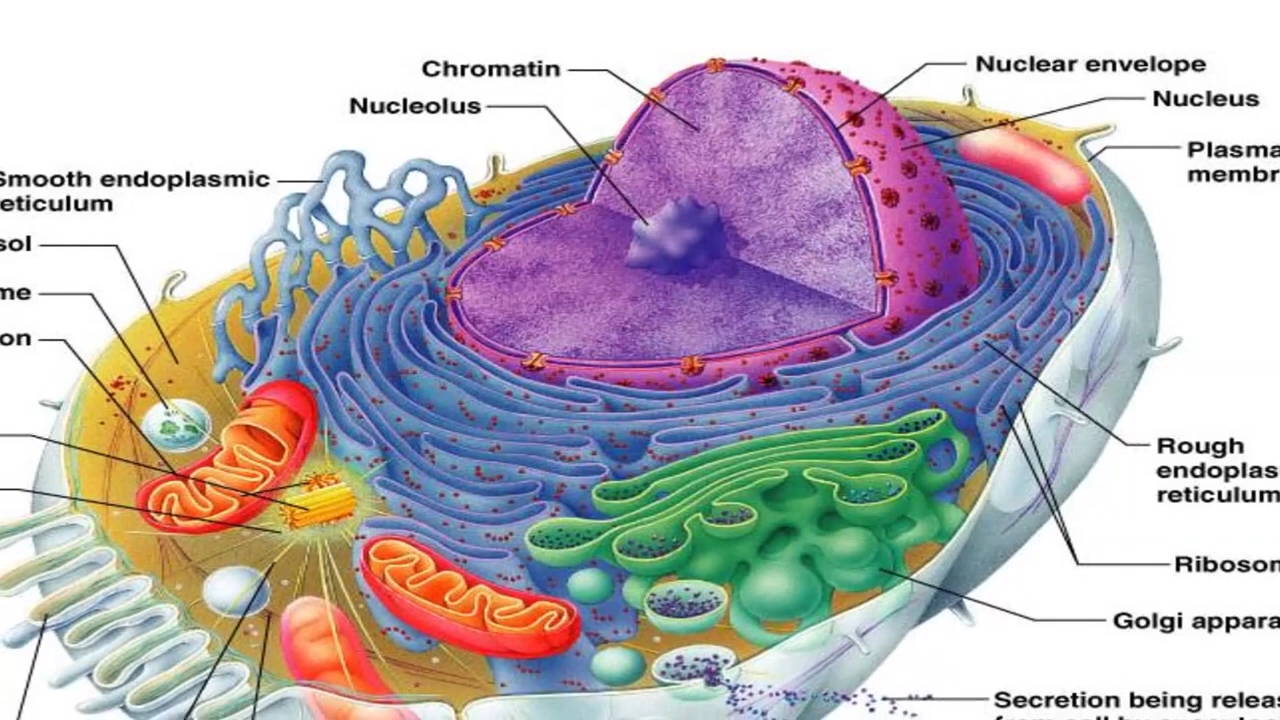 Chromatin
Nucleolus
Smooth endoplasmic
eticulum
sol
me
on
Nuclear envelope
Nucleus
Plasma
membr
Rough
endoplas
reticulum
Riboson
Golgi appara
Secretion being releas